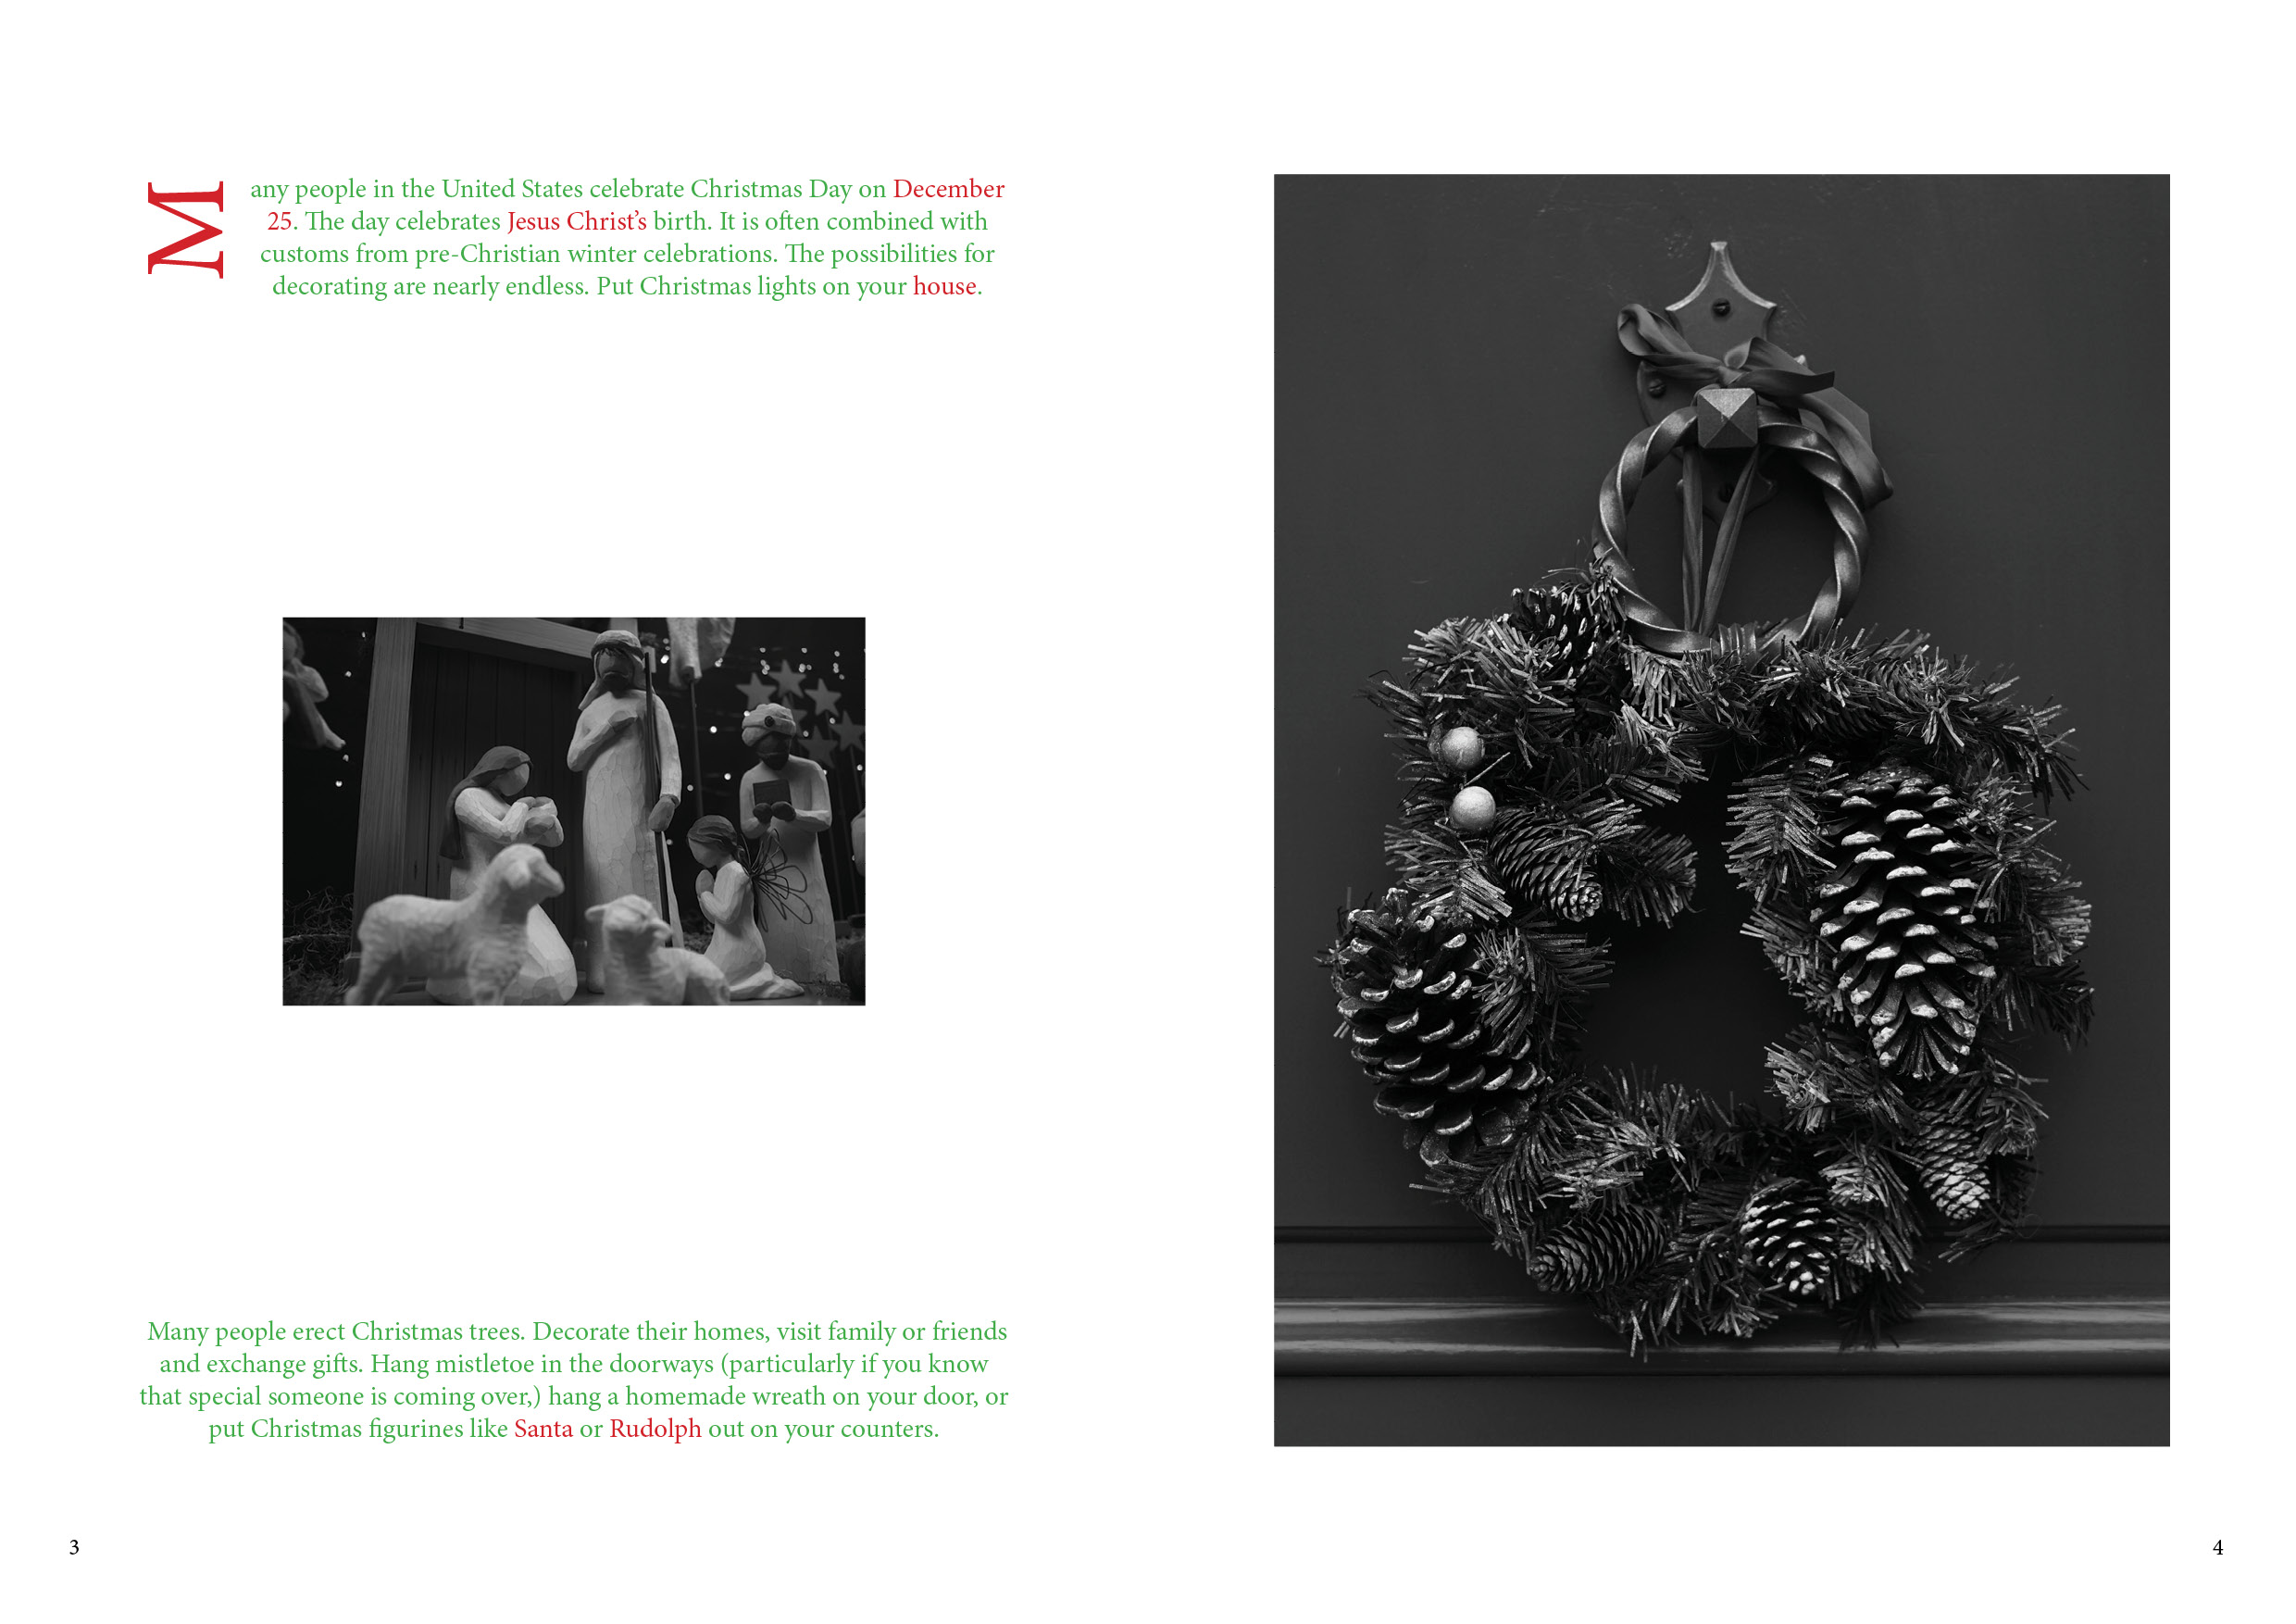 Many people in the United States celebrate Christmas Day on December
25. The day celebrates Jesus Christ’s birth. It is often combined with
customs from pre-Christian winter celebrations. The possibilities for
decorating are nearly endless. Put Christmas lights on your house.
Many people erect Christmas trees. Decorate their homes, visit family or friends
and exchange gifts. Hang mistletoe in the doorways (particularly if you know
that special someone is coming over,) hang a homemade wreath on your door, or
put Christmas figurines like Santa or Rudolph out on your counters.
3
4